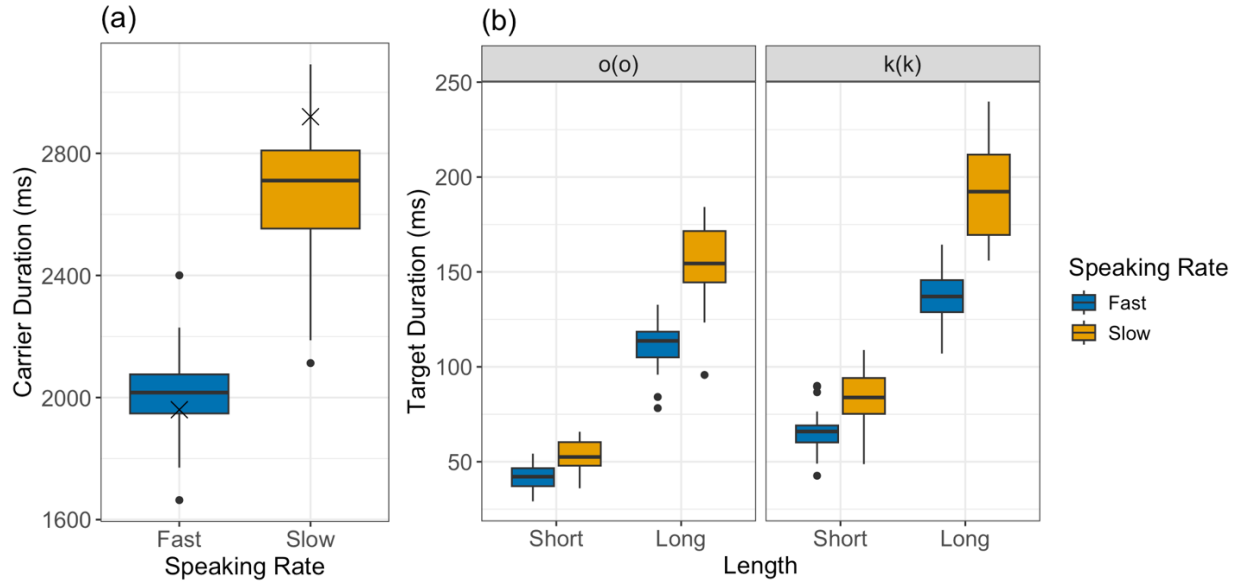 (a)
Carrier Duration (ms)
2800
2400
2000
1600
Fast Slow
Speaking Rate
(b)
o(o) k(k)
Target Duration (ms)
250
200
150
100
50
Short Long Short Long
Length
Speaking Rate
Fast
Slow